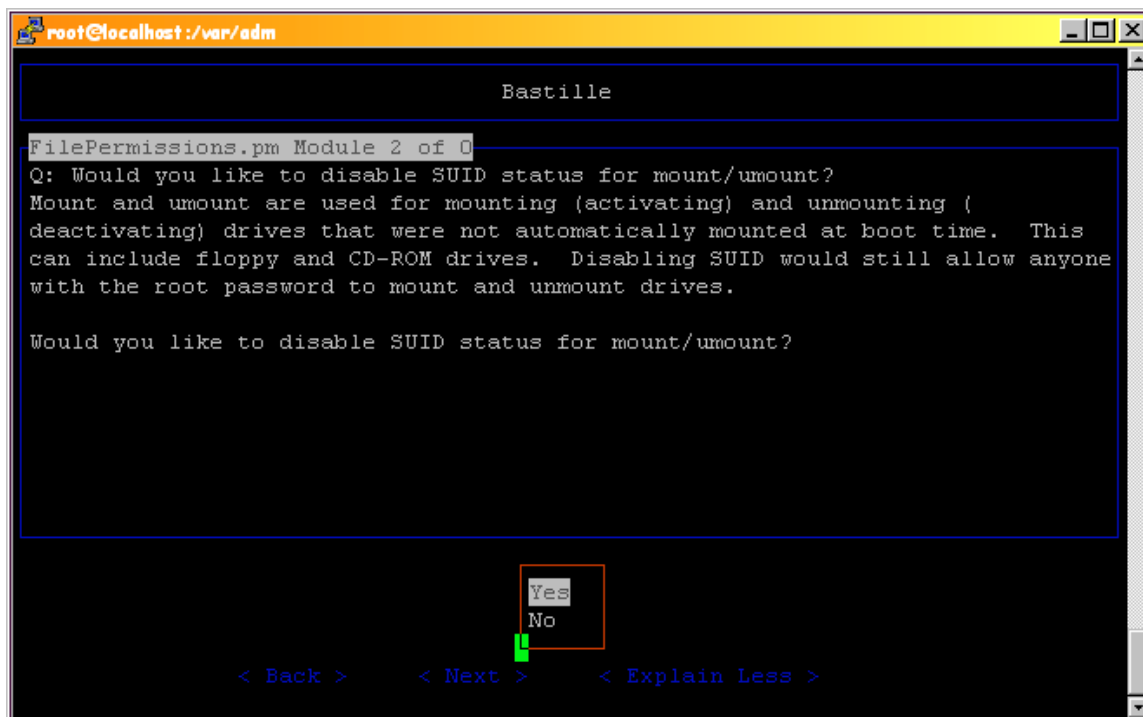 root@localhost:/var/adm
Bastille
FilePermissions.pm Module 2 of 0
Q: Would you like to disable SUID status for mount/umount?
Mount and umount are used for mounting (activating) and unmounting (
deactivating) drives that were not automatically mounted at boot time.  This
can include floppy and CD-ROM drives.  Disabling SUID would still allow anyone
with the root password to mount and unmount drives.
Would you like to disable SUID status for mount/umount?
Yes
No
< Back > < Next > < Explain Less >